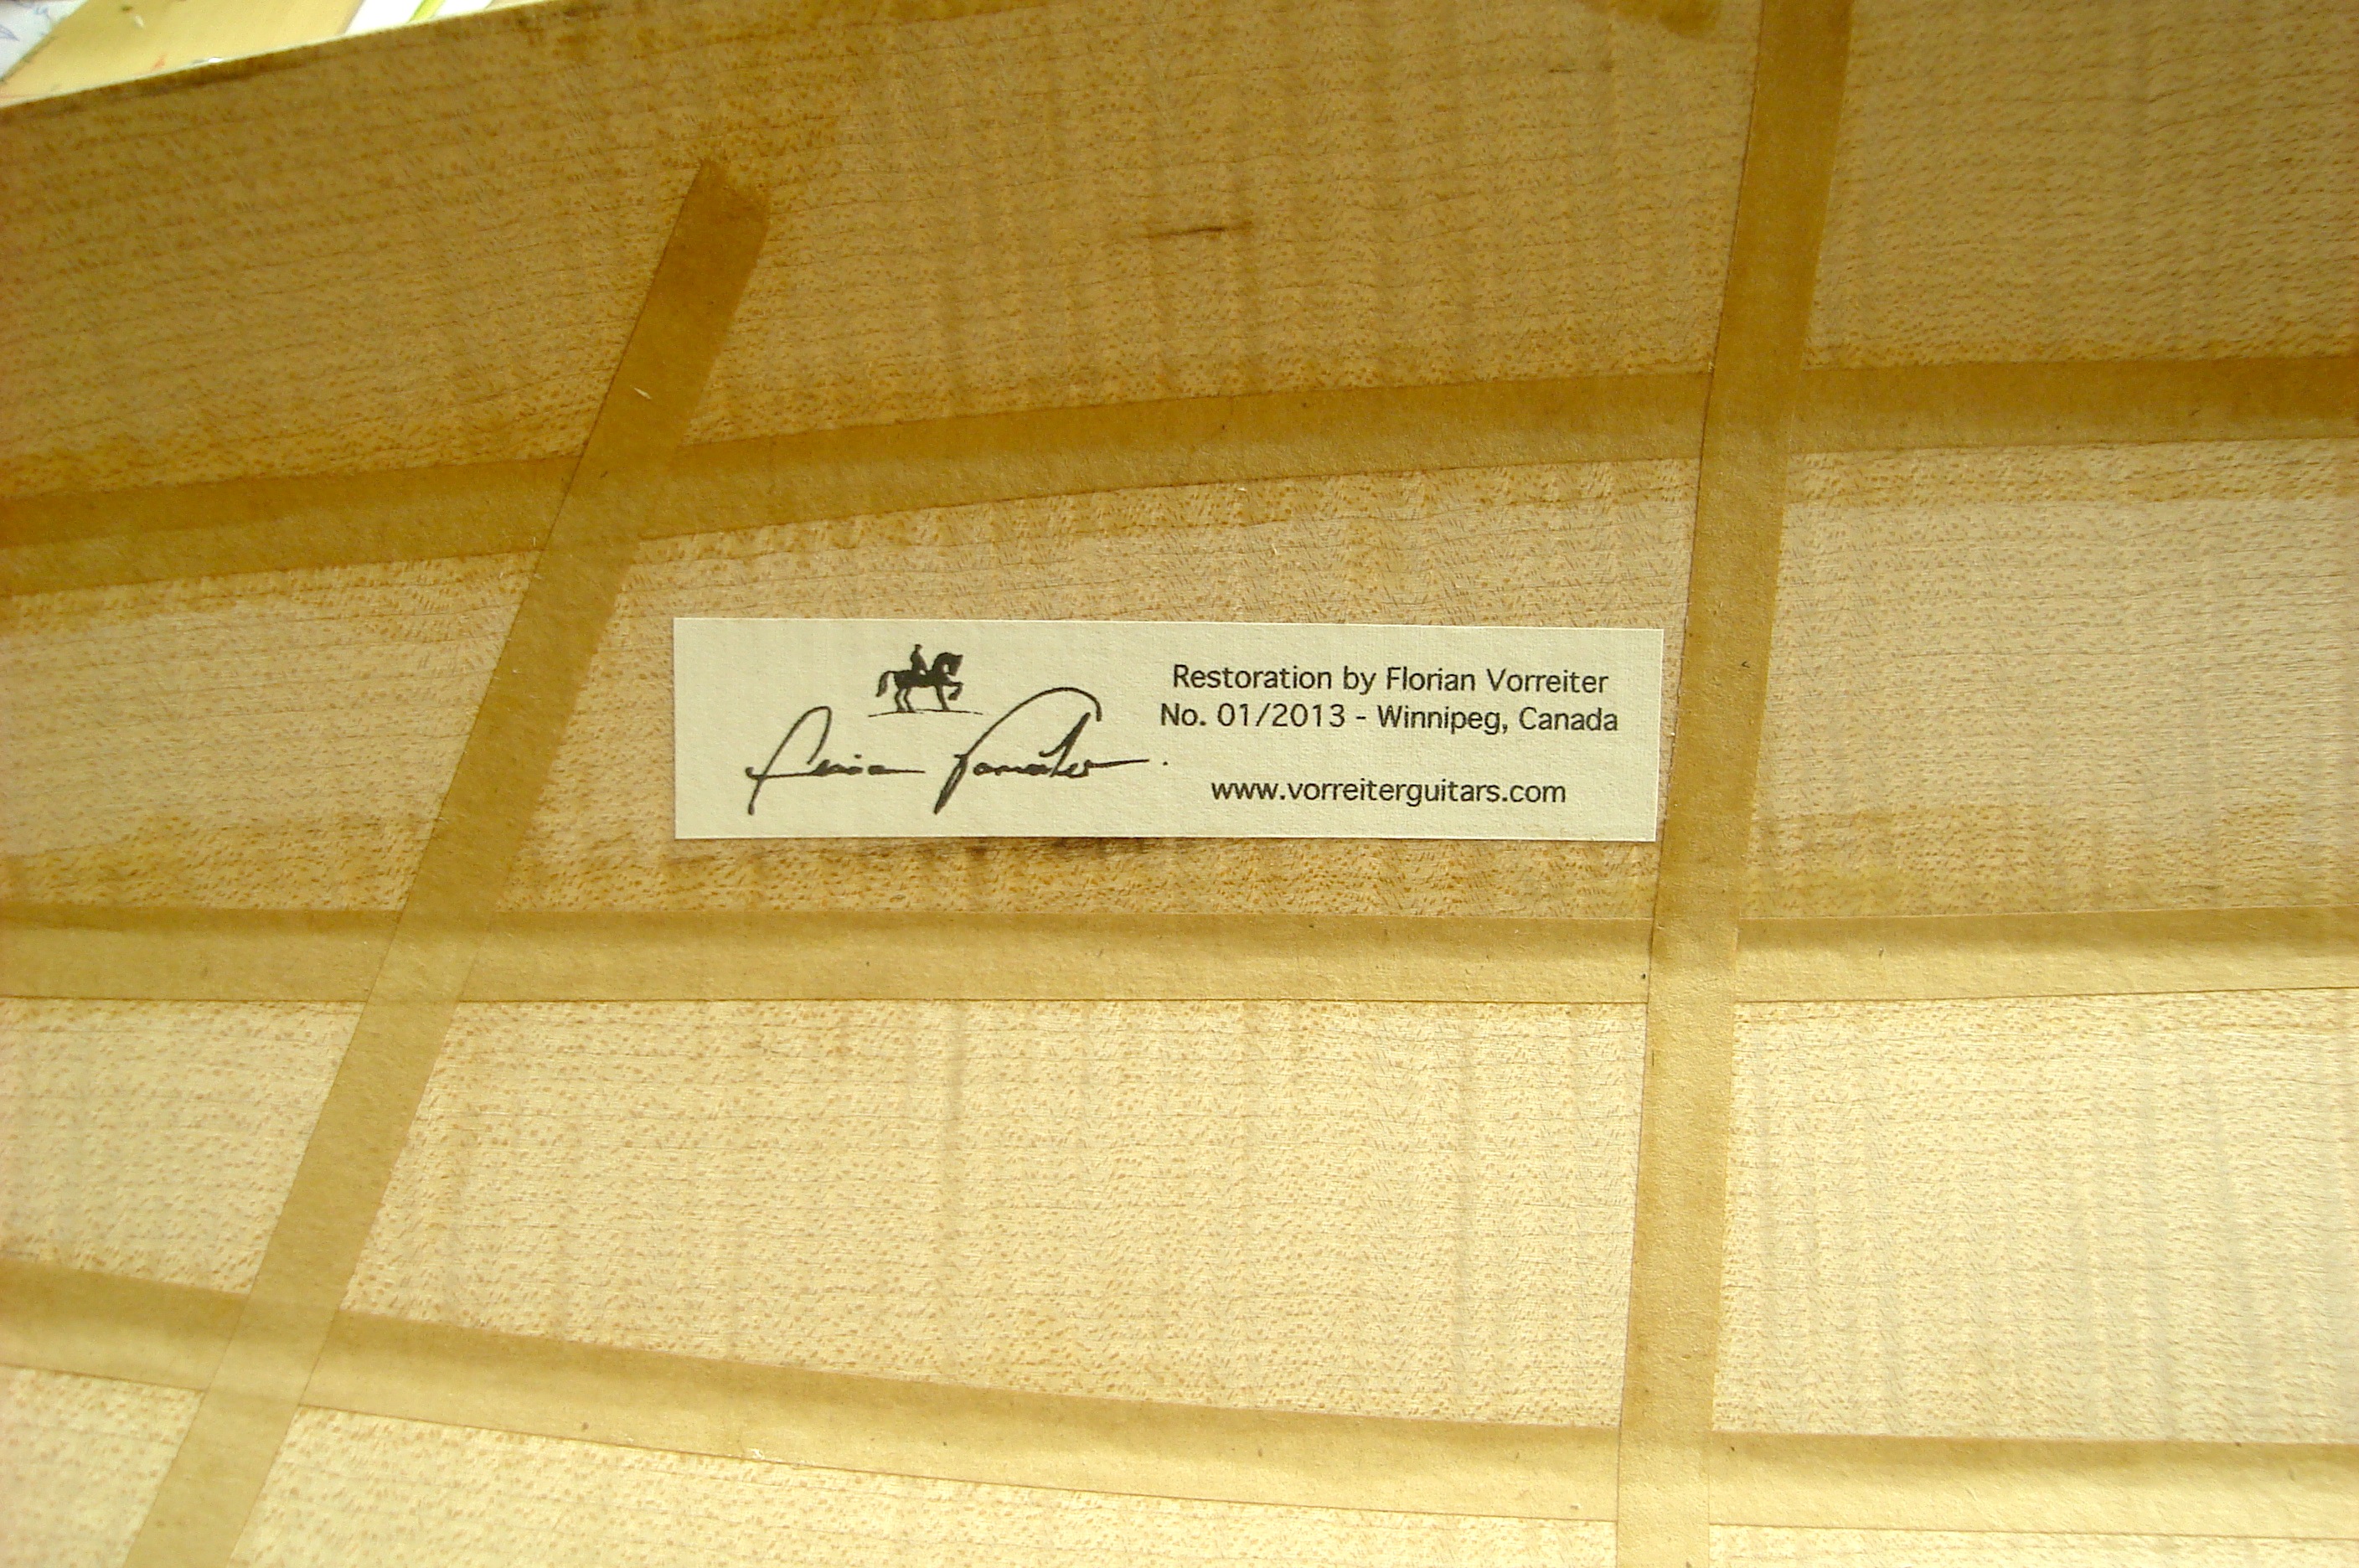 Restoration by Florian Vorreiter
No. 01/2013 - Winnipeg, Canada
www.vorreiterguitars.com